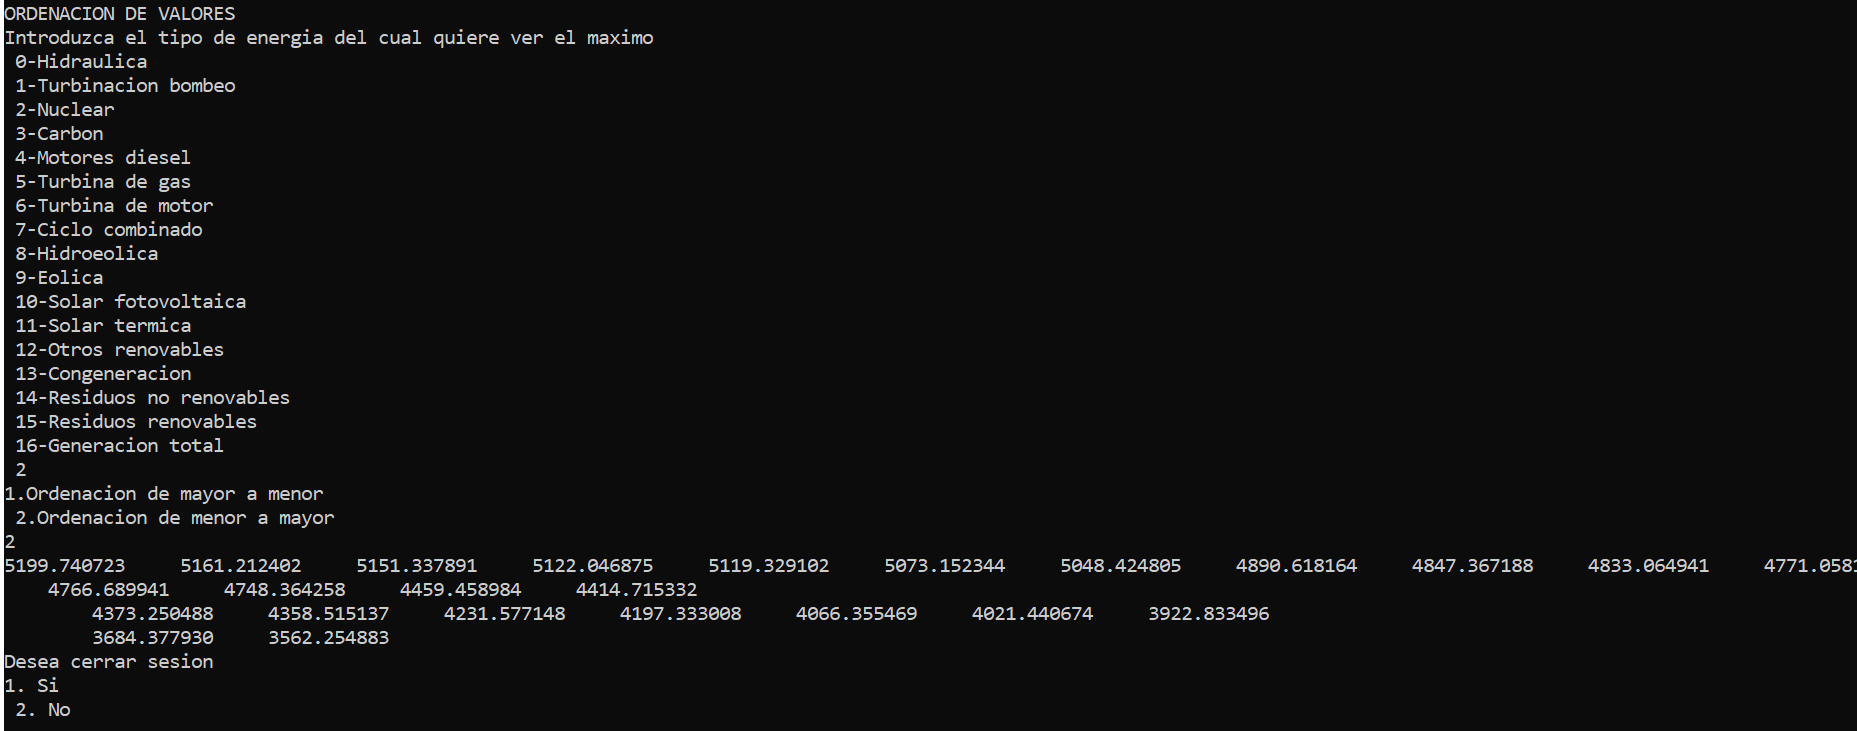 ORDENACION DE VALORES
Introduzca el tipo de energia del cual quiere ver el maximo
0-Hidraulica
1-Turbinacion bombeo
2-Nuclear
3-Carbon
4-Motores diesel
5-Turbina de gas
6-Turbina de motor
7-Ciclo combinado
8-Hidroeolica
9-Eolica
10-Solar fotovoltaica
11-Solar termica
12-Otros renovables
13-Congeneracion
14-Residuos no renovables
15-Residuos renovables
16-Generacion total
2
1.Ordenacion de mayor a menor
2.Ordenacion de menor a mayor
2
5199.740723 5161.212402 5151.337891 5122.046875 5119.329102 5073.152344 5048.424805 4890.618164 4847.367188 4833.064941 4771.0581
4766.689941 4748.364258 4459.458984 4414.715332
4373.250488 4358.515137 4231.577148 4197.333008 4066.355469 4021.440674 3922.833496
3684.377930 3562.254883
Desea cerrar sesion
1. Si
2. No